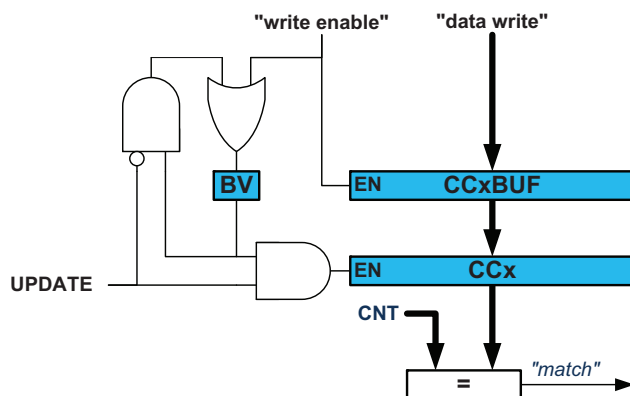 "write enable" "data write"
BV
EN CCxBUF
EN CCx
UPDATE
CNT
"match"
=